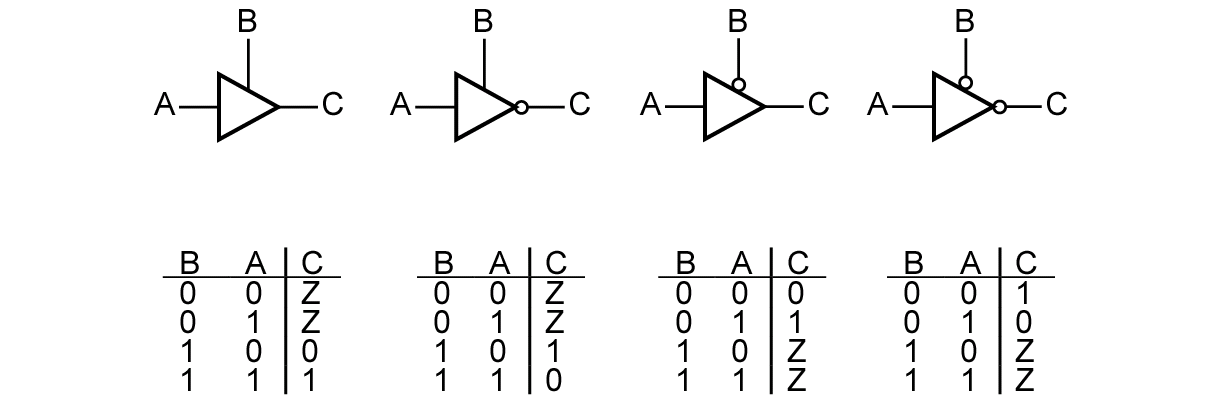 B B B B
A C A C A C A C
B A C B A C B A C B A C
0 0 Z 0 0 Z 0 0 0 0 0 1
0 1 Z 0 1 Z 0 1 1 0 1 0
1 0 0 1 0 1 1 0 Z 1 0 Z
1 1 1 1 1 0 1 1 Z 1 1 Z